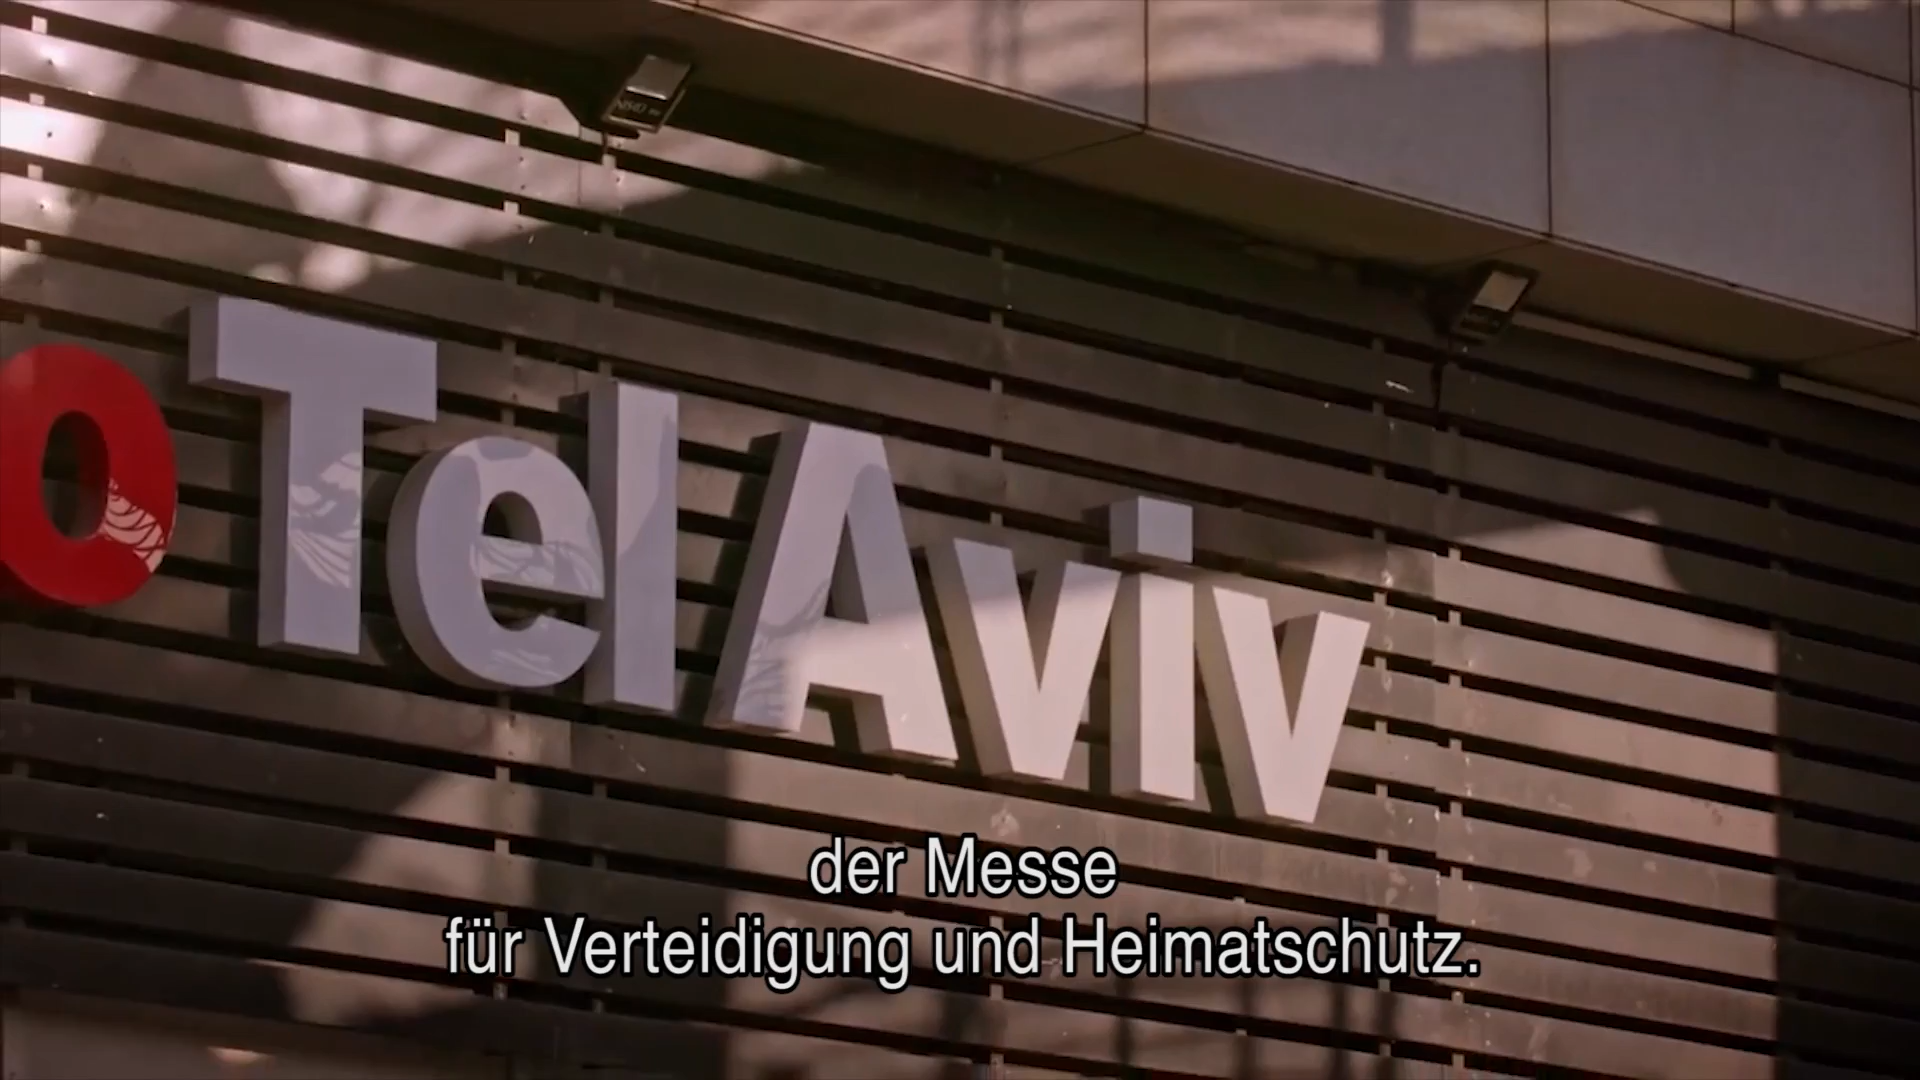 o Tel Aviv
der Messe
für Verteidigung und Heimatschutz.